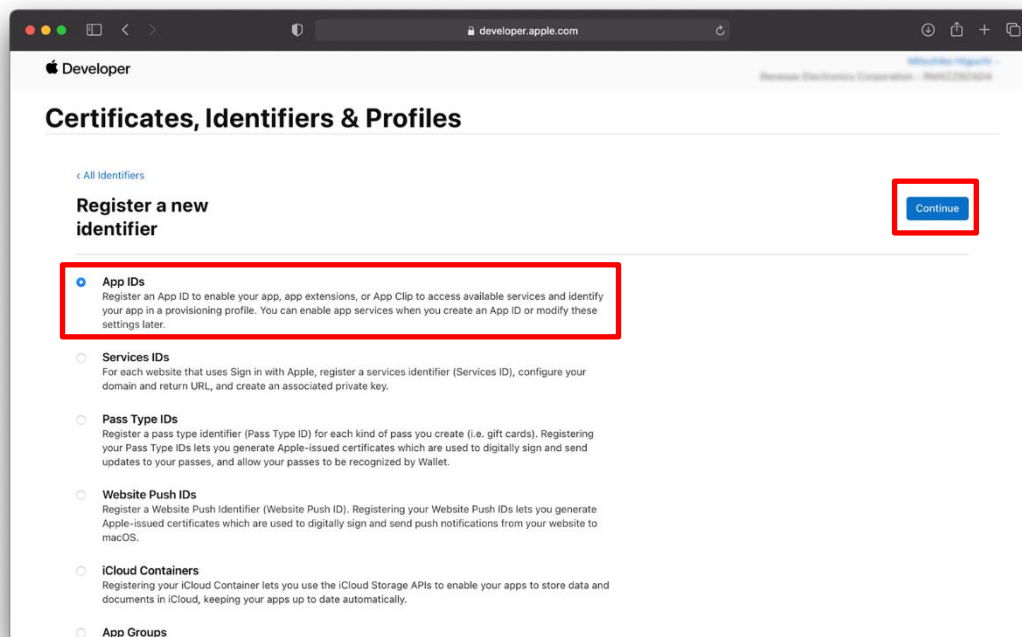 developer.apple.com
Developer
Certificates, Identifiers & Profiles
‹ All Identifiers
Register a new
identifier
Continue
App IDs
Register an App ID to enable your app, app extensions, or App Clip to access available services and identify
your app in a provisioning profile. You can enable app services when you create an App ID or modify these
settings later.
Services IDs
For each website that uses Sign in with Apple, register a services identifier (Services ID), configure your
domain and return URL, and create an associated private key.
Pass Type IDs
Register a pass type identifier (Pass Type ID) for each kind of pass you create (i.e. gift cards). Registering
your Pass Type IDs lets you generate Apple-issued certificates which are used to digitally sign and send
updates to your passes, and allow your passes to be recognized by Wallet.
Website Push IDs
Register a Website Push Identifier (Website Push ID). Registering your Website Push IDs lets you generate
Apple-issued certificates which are used to digitally sign and send push notifications from your website to
macOS.
iCloud Containers
Registering your iCloud Container lets you use the iCloud Storage APIs to enable your apps to store data and
documents in iCloud, keeping your apps up to date automatically.
App Groups